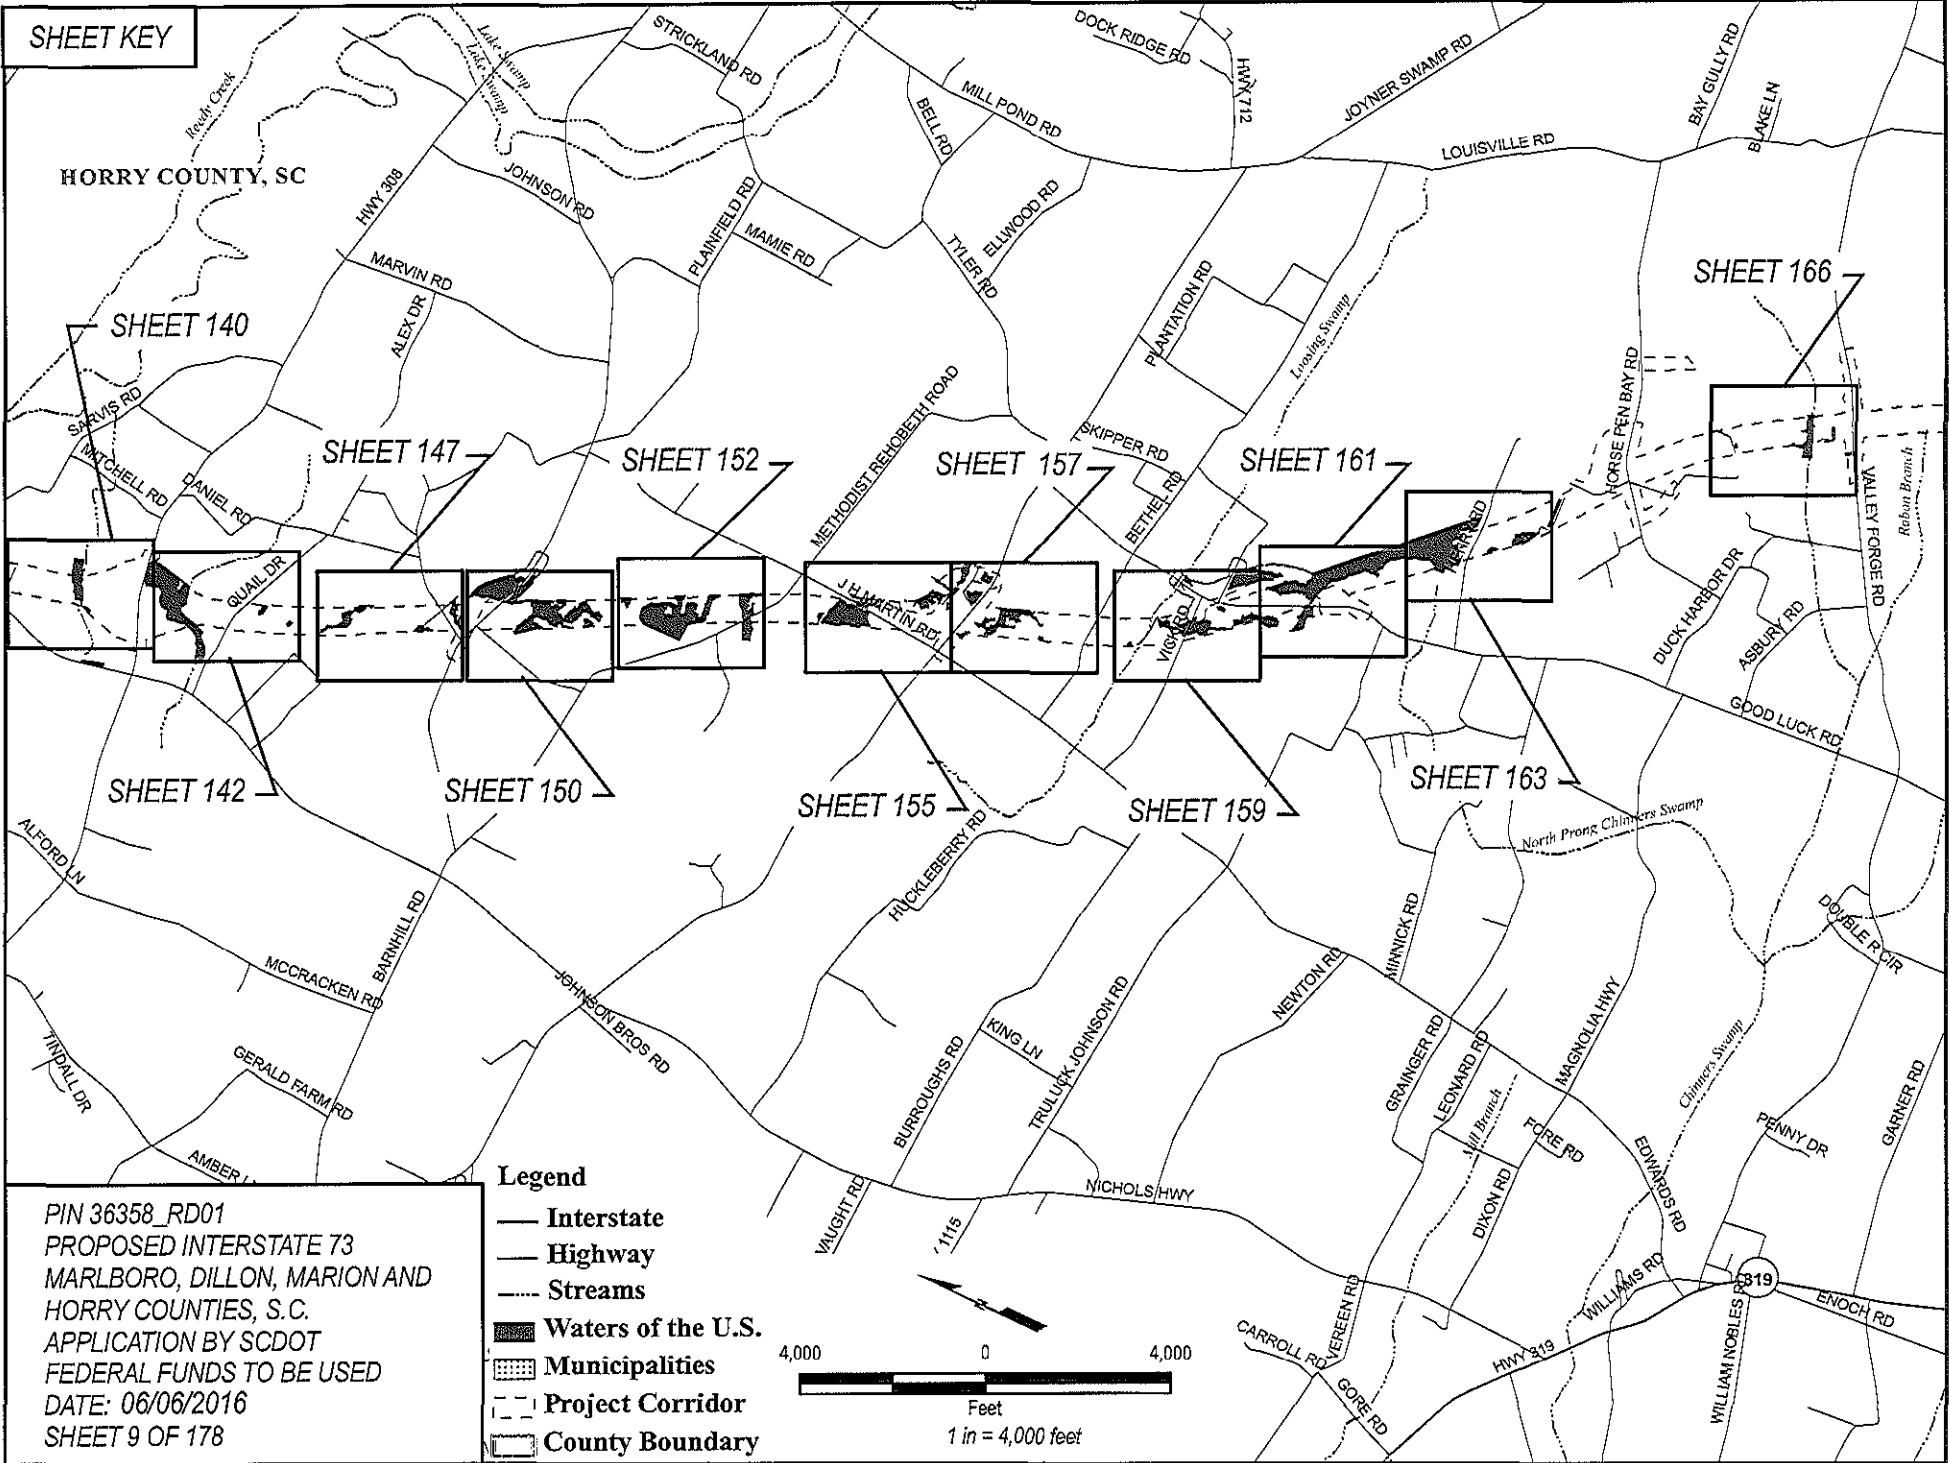 SHEET KEY
HORRY COUNTY, SC
Reedy Creek
Lake Swamp
Lake Swamp
STRICKLAND RD
DOCK RIDGE RD
HWY 712
JOYNER SWAMP RD
BAY GULLY RD
BLAKE LN
MILL POND RD
BELL RD
LOUISVILLE RD
HWY 308
JOHNSON RD
PLAINFIELD RD
MAMIE RD
ELLWOOD RD
TYLER RD
MARVIN RD
ALEX DR
PLANTATION RD
Loosing Swamp
SHEET 166
SHEET 140
SARVIS RD
MITCHELL RD
DANIEL RD
SHEET 147
SHEET 152
METHODIST REHOBETH ROAD
SHEET 157
SKIPPER RD
BETHEL RD
SHEET 161
HORSE PEN BAY RD
VALLEY FORGE RD
Raban Branch
QUAIL DR
J H MARTIN RD
VICK RD
DUCK HARBOR DR
ASBURY RD
GOOD LUCK RD
SHEET 142
SHEET 150
SHEET 155
SHEET 159
SHEET 163
North Prong Chinners Swamp
ALFORD LN
HUCKLEBERRY RD
BARNHILL RD
MCCRACKEN RD
JOHNSON BROS RD
MINNICK RD
NEWTON RD
DOUBLE R CIR
TINDALL DR
GERALD FARM RD
KING LN
BURROUGHS RD
TRULUCK JOHNSON RD
GRAINGER RD
LEONARD RD
MAGNOLIA HWY
Chinners Swamp
GARNER RD
Mill Branch
FORE RD
DIXON RD
EDWARDS RD
PENNY DR
AMBER
NICHOLS HWY
VAUGHT RD
1115
VEREEN RD
CARROLL RD
GORE RD
HWY 319
WILLIAMS RD
319
WILLIAM NOBLES RD
ENOCH RD
PIN 36358_RD01
PROPOSED INTERSTATE 73
MARLBORO, DILLON, MARION AND
HORRY COUNTIES, S.C.
APPLICATION BY SCDOT
FEDERAL FUNDS TO BE USED
DATE: 06/06/2016
SHEET 9 OF 178
Legend
Interstate
Highway
Streams
Waters of the U.S.
Municipalities
Project Corridor
County Boundary
N
4,000 0 4,000
Feet
1 in = 4,000 feet